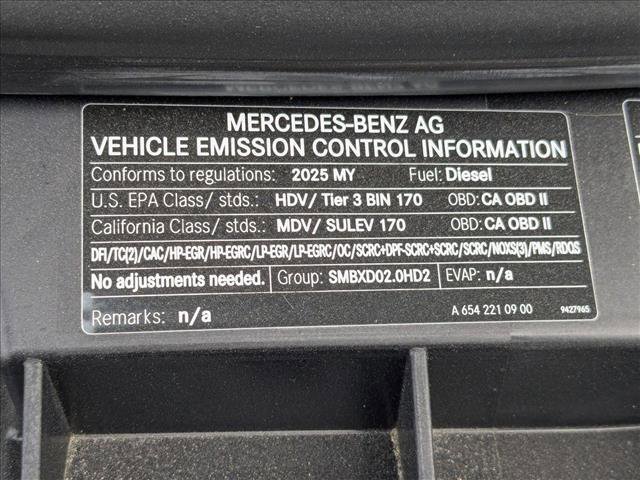 MERCEDES-BENZ AG
VEHICLE EMISSION CONTROL INFORMATION
Conforms to regulations: 2025 MY Fuel: Diesel
U.S. EPA Class/ stds.: HDV/ Tier 3 BIN 170 OBD: CA OBD II
California Class/ stds.: MDV/ SULEV 170 OBD: CA OBD II
DFI/TC(2)/CAC/HP-EGR/HP-EGRC/LP-EGR/LP-EGRC/OC/SCRC+DPF-SCRC+SCRC/SCRC/NOXS(3)/PMS/RDQS
No adjustments needed. Group: SMBXD02.0HD2 EVAP: n/a
Remarks: n/a A 654 221 09 00 9427965